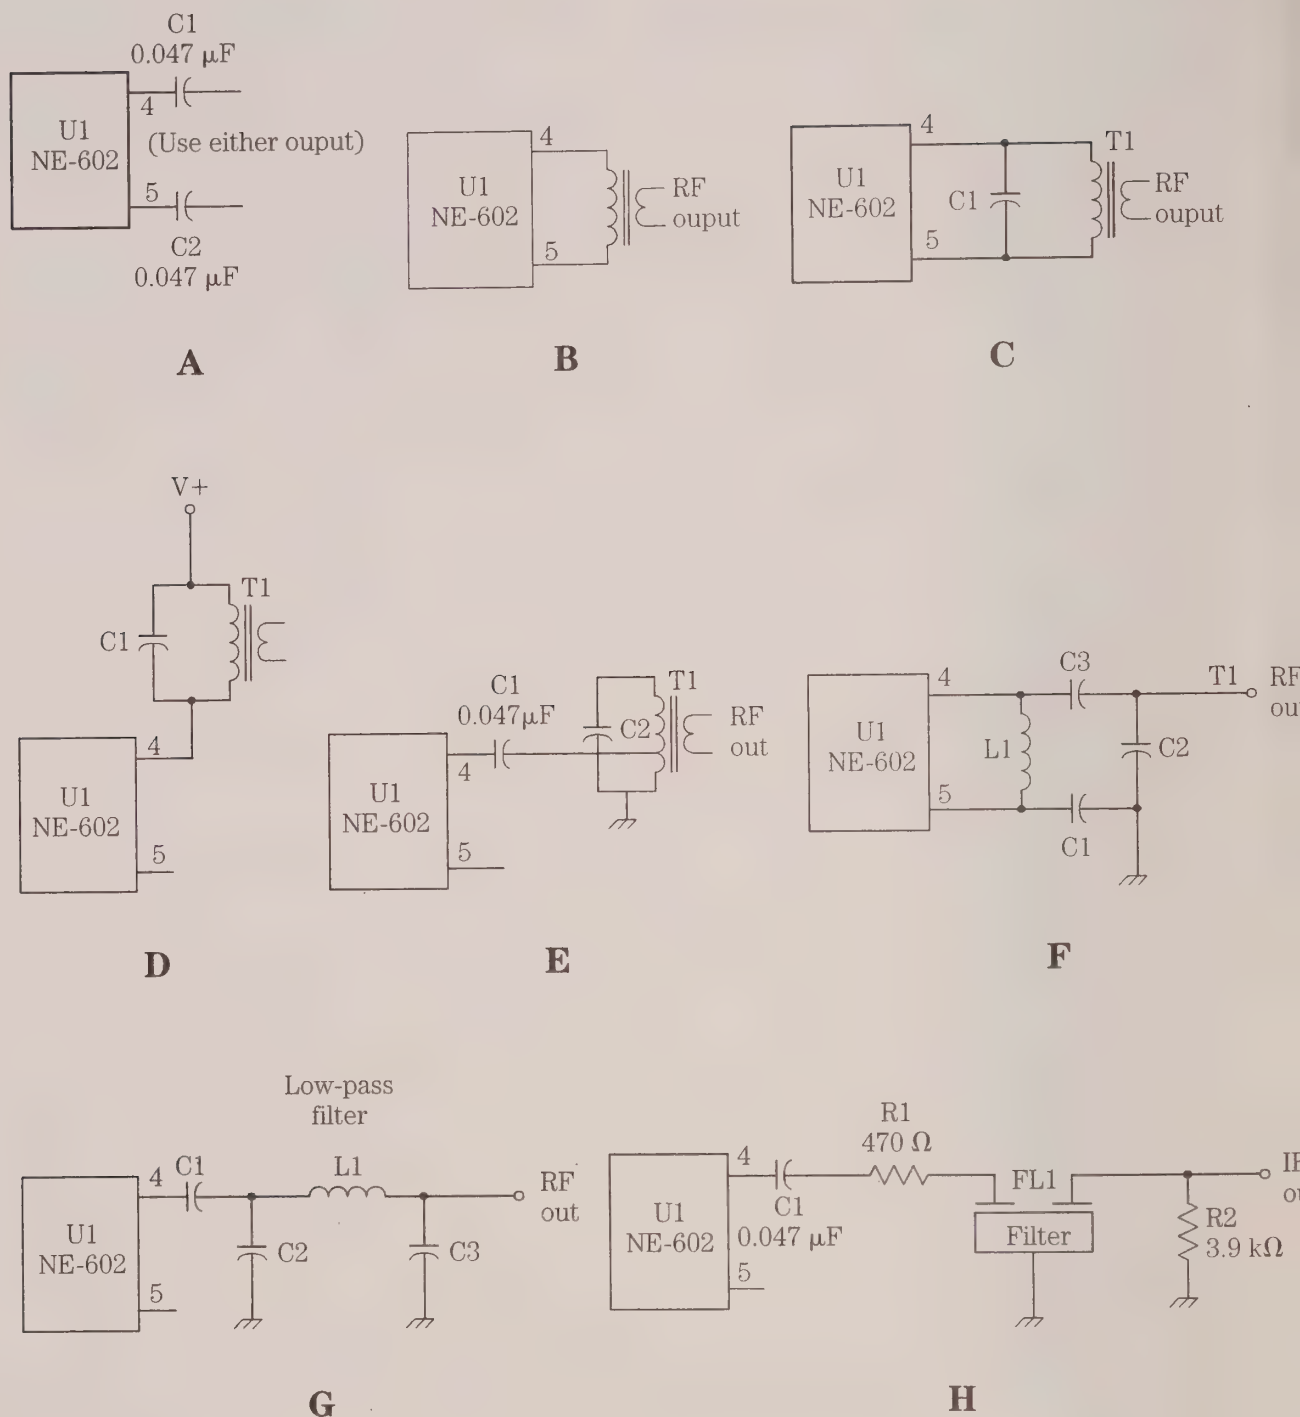 C1
0.047 μF
4
U1
NE-602
(Use either ouput)
5
C2
0.047 μF
A
4
U1
NE-602
5
RF
ouput
B
4
T1
U1
NE-602
C1
5
RF
ouput
C
V+
T1
C1
4
U1
NE-602
5
D
C1
0.047μF
T1
C2
RF
out
4
U1
NE-602
5
E
4
C3
T1
RF
U1
NE-602
L1
C2
5
C1
F
Low-pass
filter
4
C1
L1
RF
out
U1
NE-602
C2
C3
5
G
R1
470 Ω
4
C1
0.047 μF
FL1
Filter
U1
NE-602
R2
3.9 kΩ
5
H